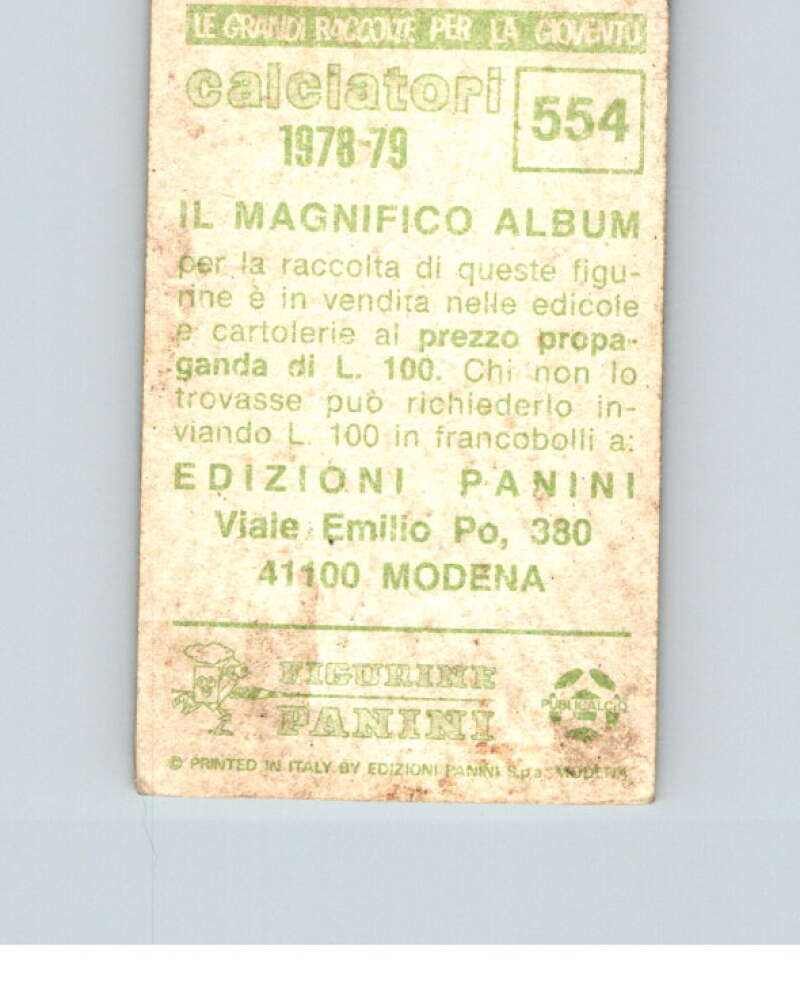 LE GRANDI RACCOLTE PER LA GIOVENTÙ
calciatori
1978-79
554
IL MAGNIFICO ALBUM
per la raccolta di queste figu-
rine è in vendita nelle edicole
e cartolerie al prezzo propa-
ganda di L. 100. Chi non lo
trovasse può richiederlo in-
viando L. 100 in francobolli a:
EDIZIONI PANINI
Viale Emilio Po, 380
41100 MODENA
FIGURINE
PANINI
PUBLICALCIO
© PRINTED IN ITALY BY EDIZIONI PANINI S.p.a. MODENA